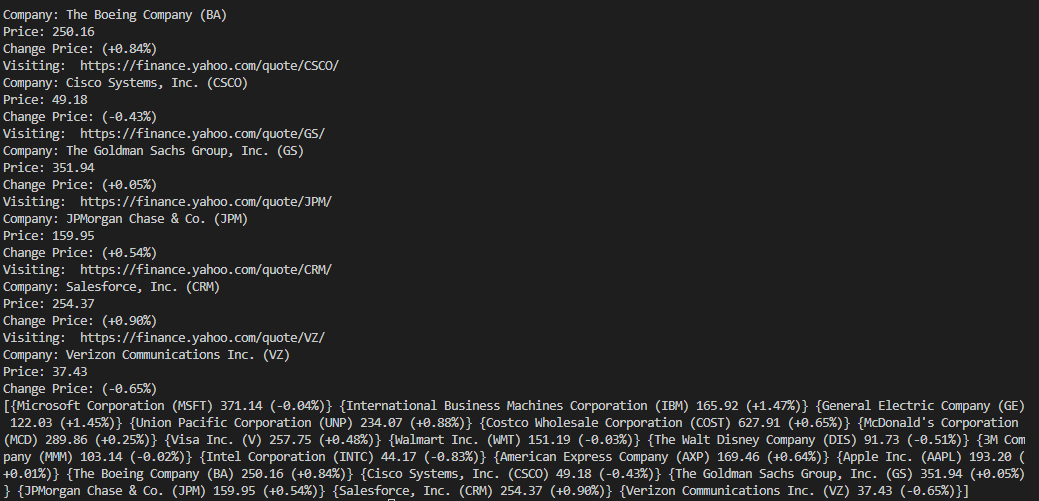 Company: The Boeing Company (BA)
Price: 250.16
Change Price: (+0.84%)
Visiting:  https://finance.yahoo.com/quote/CSCO/
Company: Cisco Systems, Inc. (CSCO)
Price: 49.18
Change Price: (-0.43%)
Visiting:  https://finance.yahoo.com/quote/GS/
Company: The Goldman Sachs Group, Inc. (GS)
Price: 351.94
Change Price: (+0.05%)
Visiting:  https://finance.yahoo.com/quote/JPM/
Company: JPMorgan Chase & Co. (JPM)
Price: 159.95
Change Price: (+0.54%)
Visiting:  https://finance.yahoo.com/quote/CRM/
Company: Salesforce, Inc. (CRM)
Price: 254.37
Change Price: (+0.90%)
Visiting:  https://finance.yahoo.com/quote/VZ/
Company: Verizon Communications Inc. (VZ)
Price: 37.43
Change Price: (-0.65%)
[{Microsoft Corporation (MSFT) 371.14 (-0.04%)} {International Business Machines Corporation (IBM) 165.92 (+1.47%)} {General Electric Company (GE)
 122.03 (+1.45%)} {Union Pacific Corporation (UNP) 234.07 (+0.88%)} {Costco Wholesale Corporation (COST) 627.91 (+0.65%)} {McDonald's Corporation
(MCD) 289.86 (+0.25%)} {Visa Inc. (V) 257.75 (+0.48%)} {Walmart Inc. (WMT) 151.19 (-0.03%)} {The Walt Disney Company (DIS) 91.73 (-0.51%)} {3M Com
pany (MMM) 103.14 (-0.02%)} {Intel Corporation (INTC) 44.17 (-0.83%)} {American Express Company (AXP) 169.46 (+0.64%)} {Apple Inc. (AAPL) 193.20 (
+0.01%)} {The Boeing Company (BA) 250.16 (+0.84%)} {Cisco Systems, Inc. (CSCO) 49.18 (-0.43%)} {The Goldman Sachs Group, Inc. (GS) 351.94 (+0.05%)
} {JPMorgan Chase & Co. (JPM) 159.95 (+0.54%)} {Salesforce, Inc. (CRM) 254.37 (+0.90%)} {Verizon Communications Inc. (VZ) 37.43 (-0.65%)}]